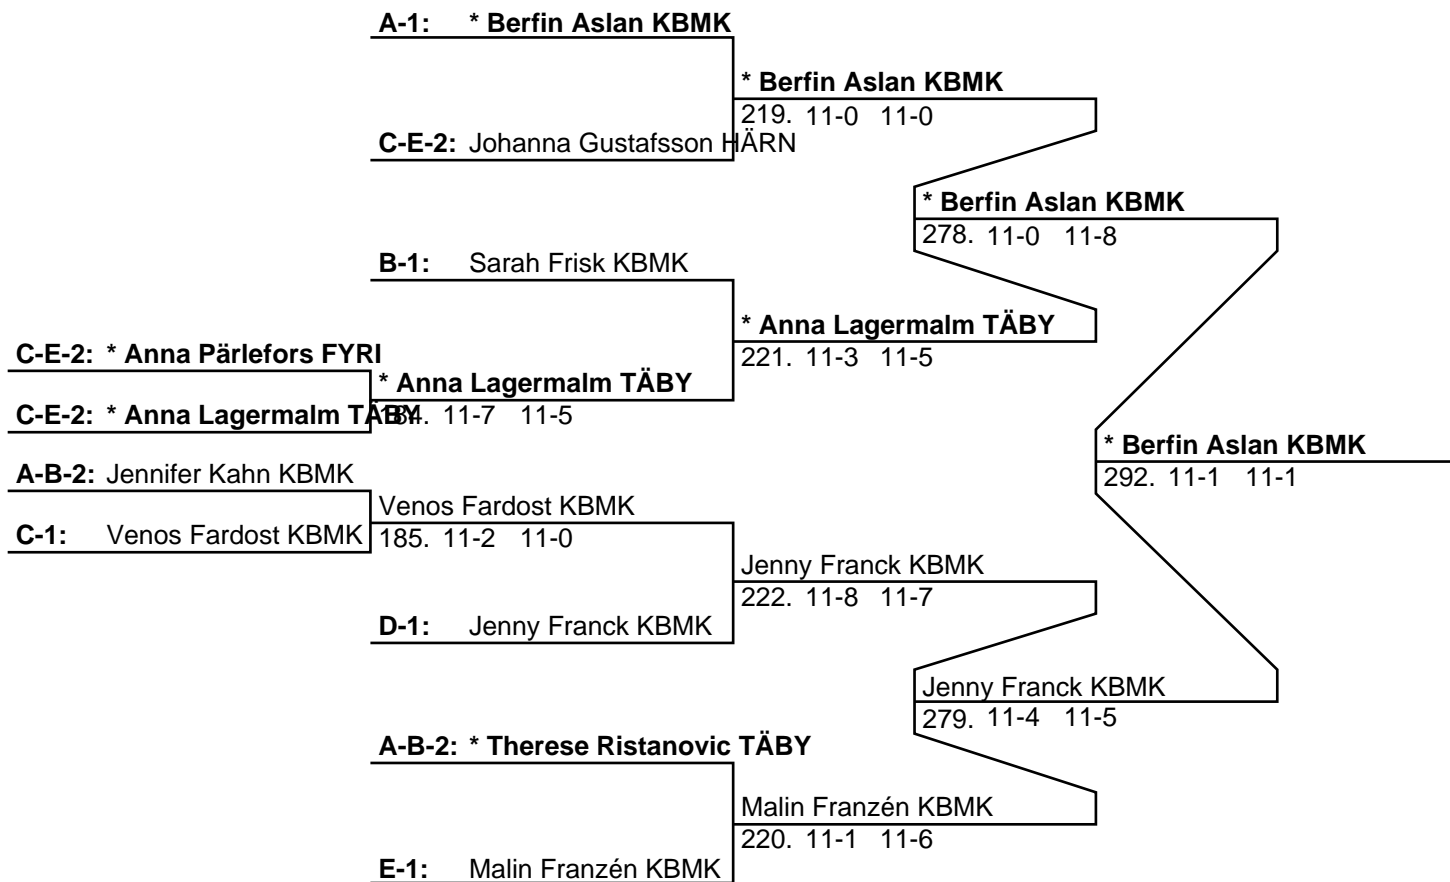 A-1: * Berfin Aslan KBMK
* Berfin Aslan KBMK
219. 11-0 11-0
C-E-2: Johanna Gustafsson HÄRN
* Berfin Aslan KBMK
278. 11-0 11-8
B-1: Sarah Frisk KBMK
* Anna Lagermalm TÄBY
221. 11-3 11-5
C-E-2: * Anna Pärlefors FYRI
* Anna Lagermalm TÄBY
184. 11-7 11-5
C-E-2: * Anna Lagermalm TÄBY
* Berfin Aslan KBMK
292. 11-1 11-1
A-B-2: Jennifer Kahn KBMK
Venos Fardost KBMK
185. 11-2 11-0
C-1: Venos Fardost KBMK
Jenny Franck KBMK
222. 11-8 11-7
D-1: Jenny Franck KBMK
Jenny Franck KBMK
279. 11-4 11-5
A-B-2: * Therese Ristanovic TÄBY
Malin Franzén KBMK
220. 11-1 11-6
E-1: Malin Franzén KBMK